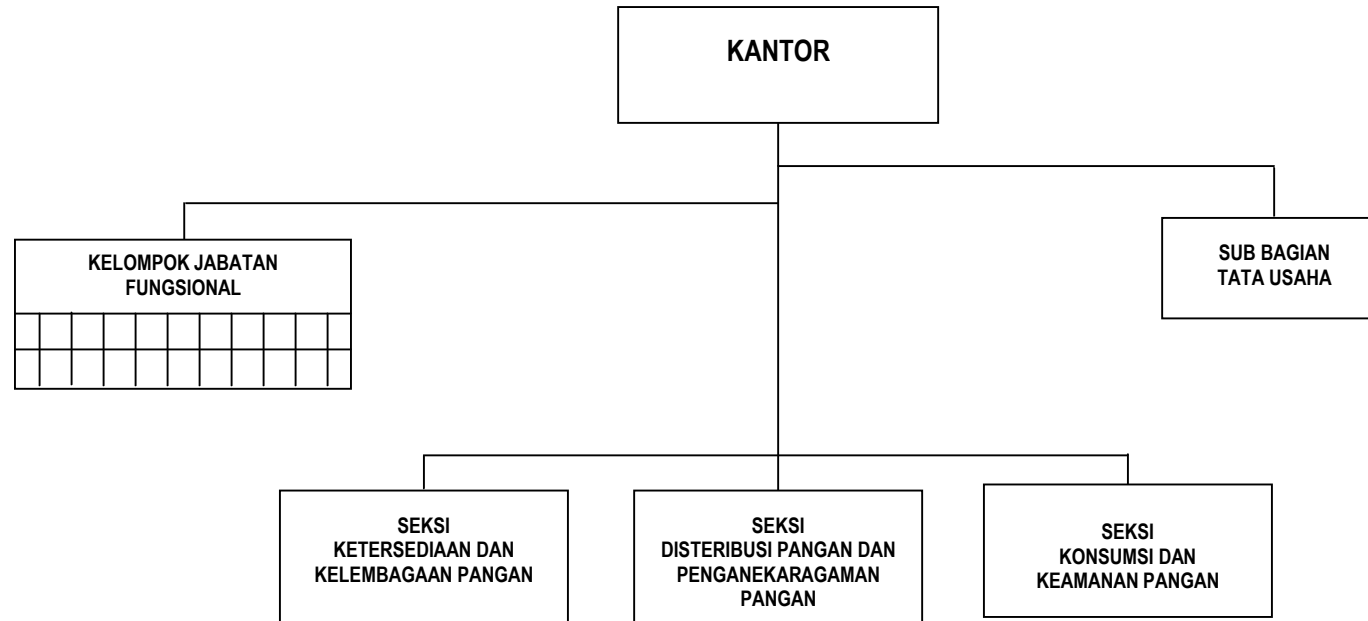 KANTOR
KELOMPOK JABATAN
FUNGSIONAL
SUB BAGIAN
TATA USAHA
SEKSI
KETERSEDIAAN DAN
KELEMBAGAAN PANGAN
SEKSI
DISTERIBUSI PANGAN DAN
PENGANEKARAGAMAN
PANGAN
SEKSI
KONSUMSI DAN
KEAMANAN PANGAN